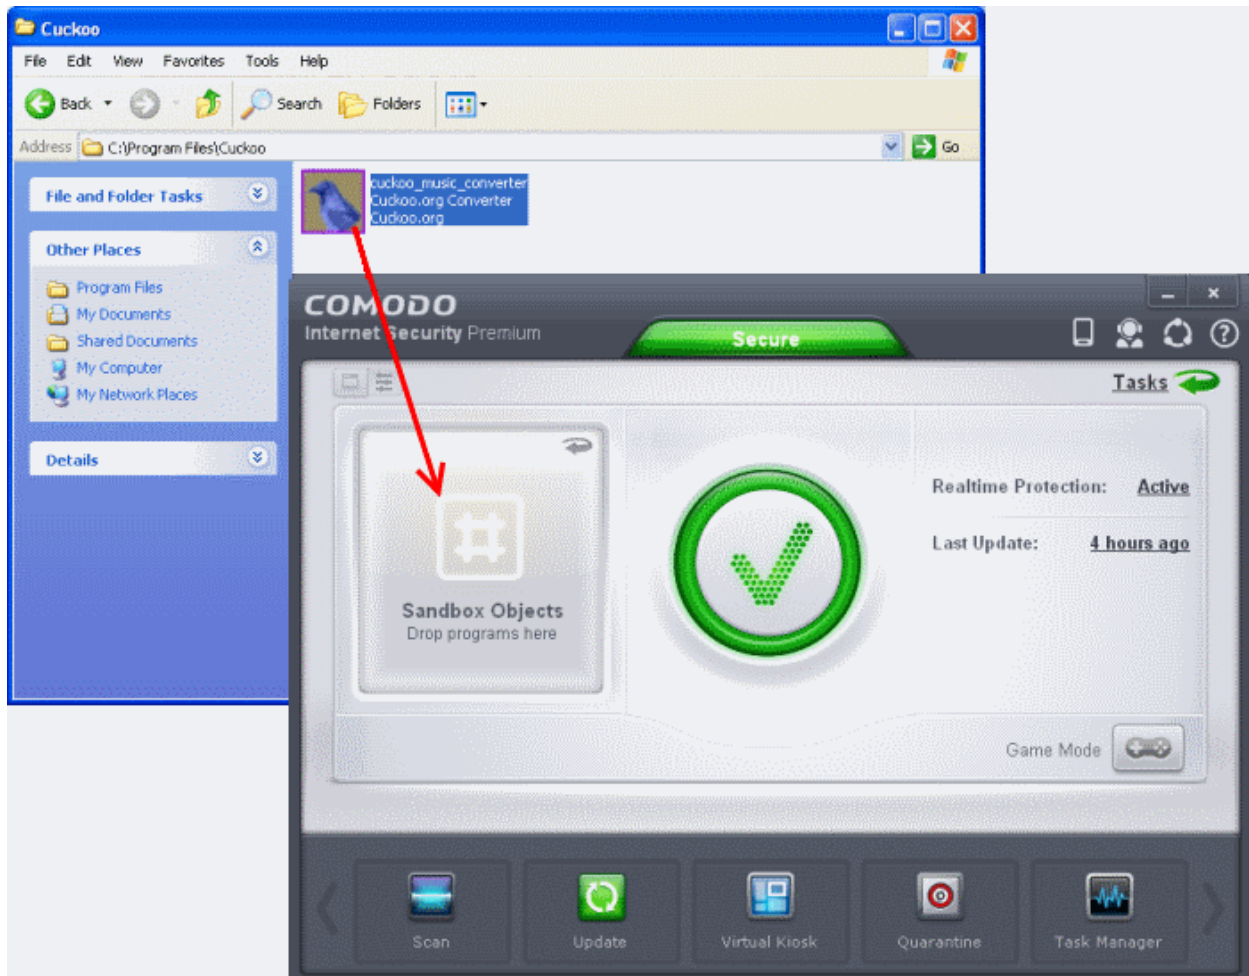 Cuckoo
File Edit View Favorites Tools Help
Back Search Folders
Address C:\Program Files\Cuckoo Go
File and Folder Tasks
Other Places
Program Files
My Documents
Shared Documents
My Computer
My Network Places
Details
cuckoo_music_converter
Cuckoo.org Converter
Cuckoo.org
COMODO
Internet Security Premium
Secure
Tasks
Sandbox Objects
Drop programs here
Realtime Protection: Active
Last Update: 4 hours ago
Game Mode
Scan Update Virtual Kiosk Quarantine Task Manager